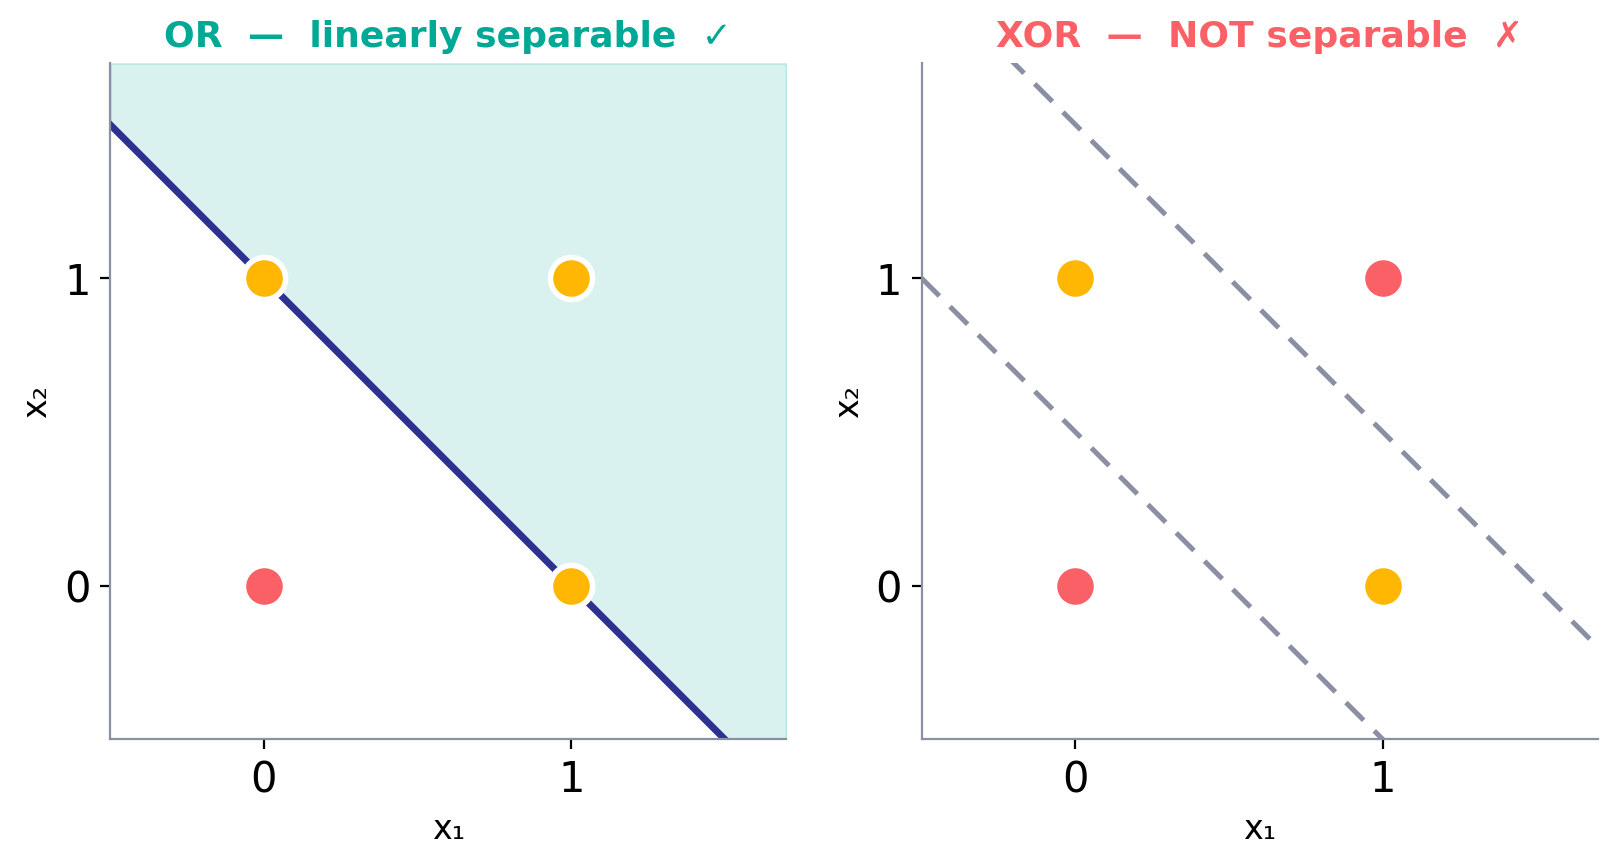 OR — linearly separable ✓
x₂
1
0
0
1
x₁
XOR — NOT separable ✗
x₂
1
0
0
1
x₁